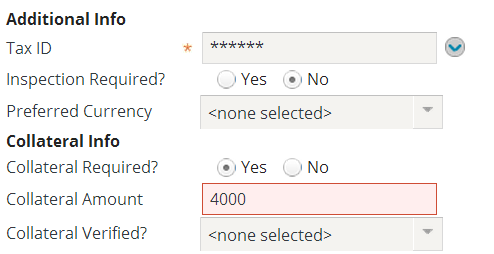 Additional Info
Tax ID * ******
Inspection Required? Yes No
Preferred Currency <none selected>
Collateral Info
Collateral Required? Yes No
Collateral Amount 4000
Collateral Verified? <none selected>